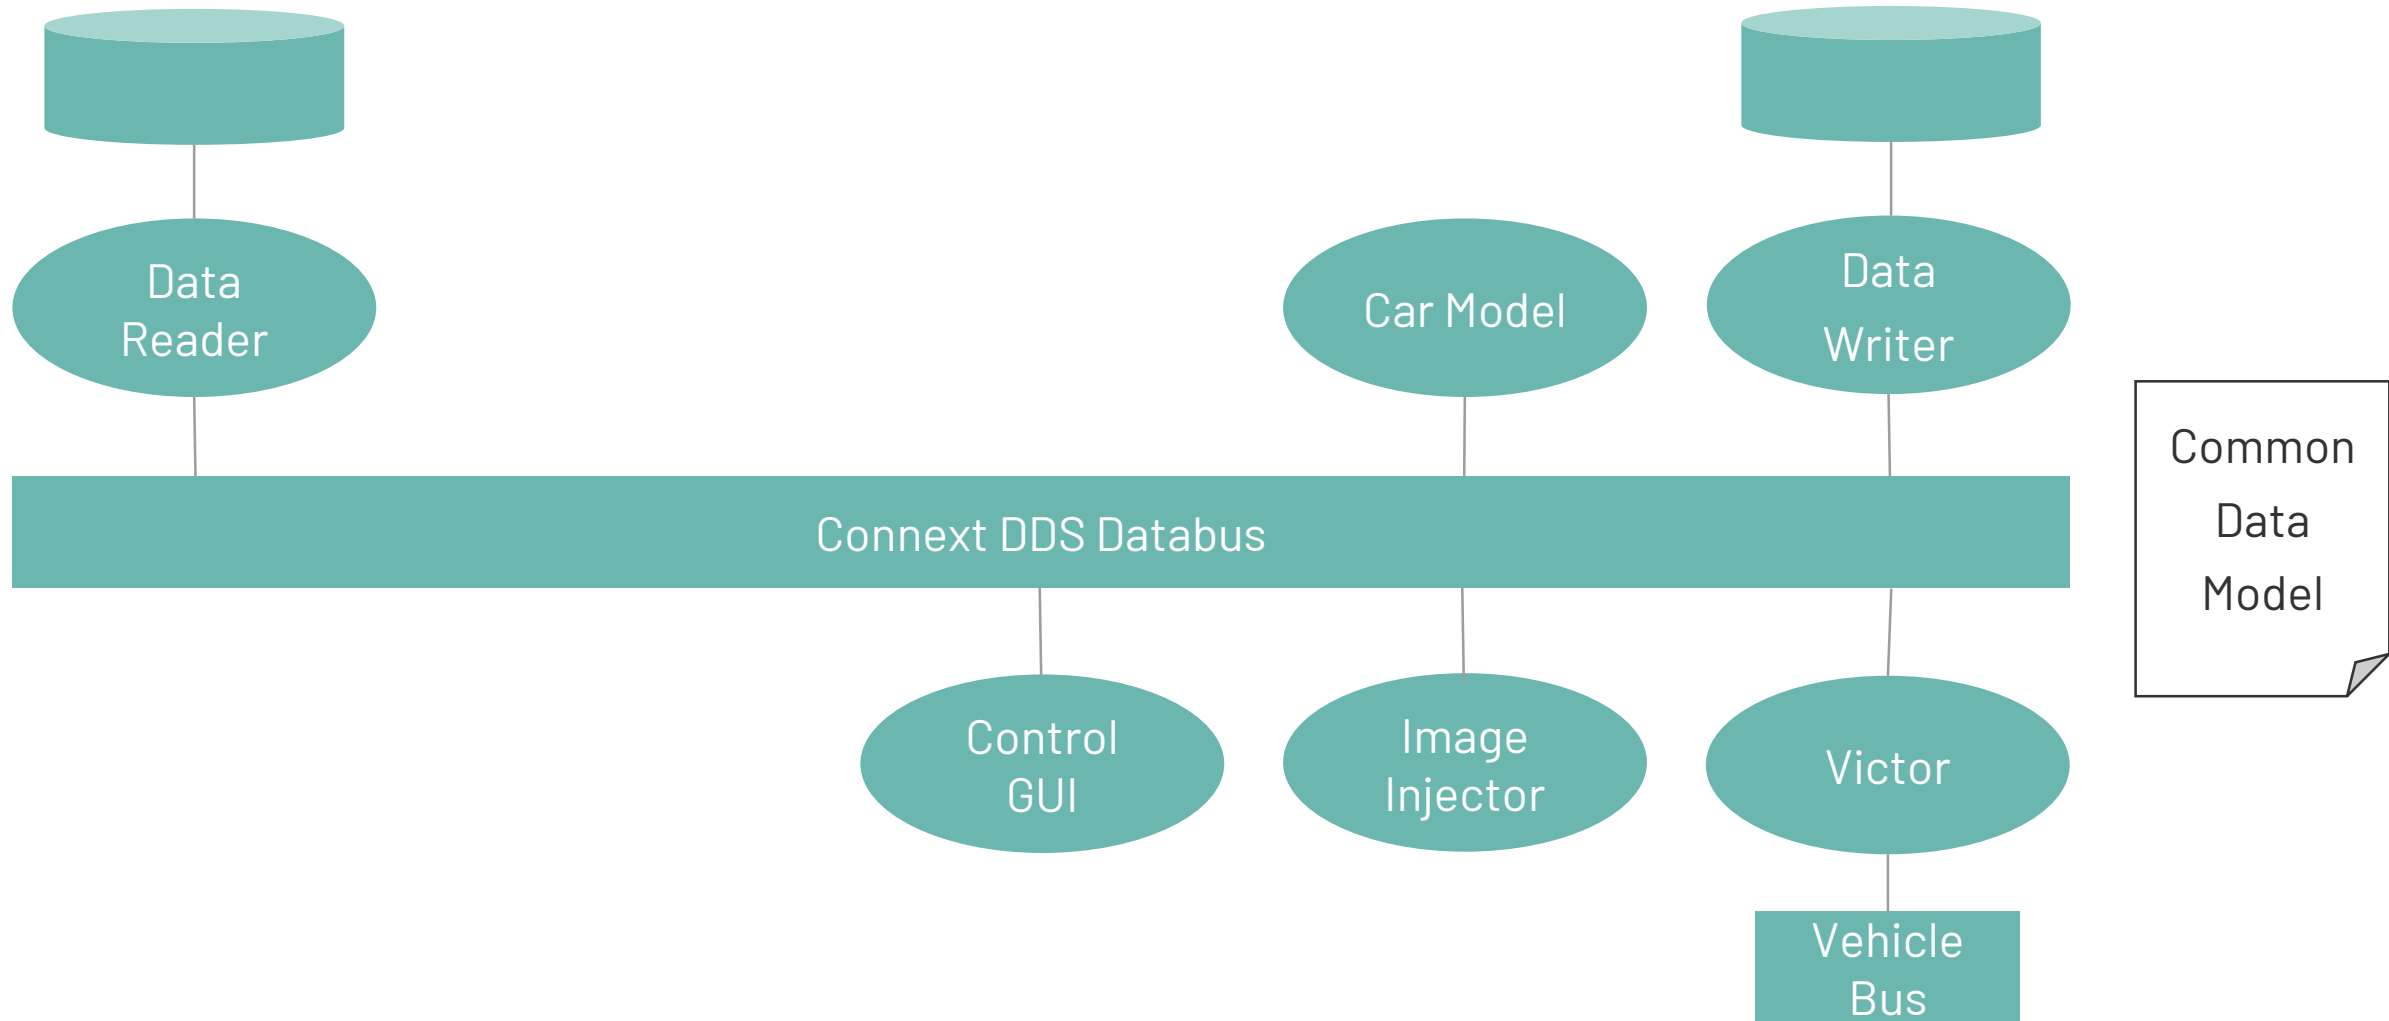 Data
Reader
Car Model
Data
Writer
Common
Data
Model
Connext DDS Databus
Control
GUI
Image
Injector
Victor
Vehicle
Bus